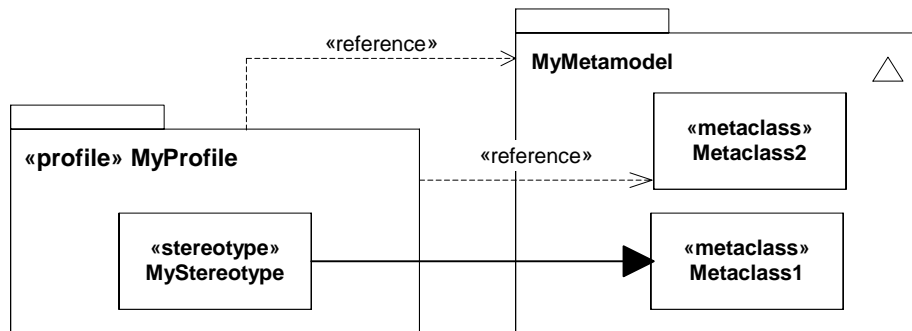 «reference»
MyMetamodel
«profile» MyProfile
«reference»
«metaclass»
Metaclass2
«stereotype»
MyStereotype
«metaclass»
Metaclass1